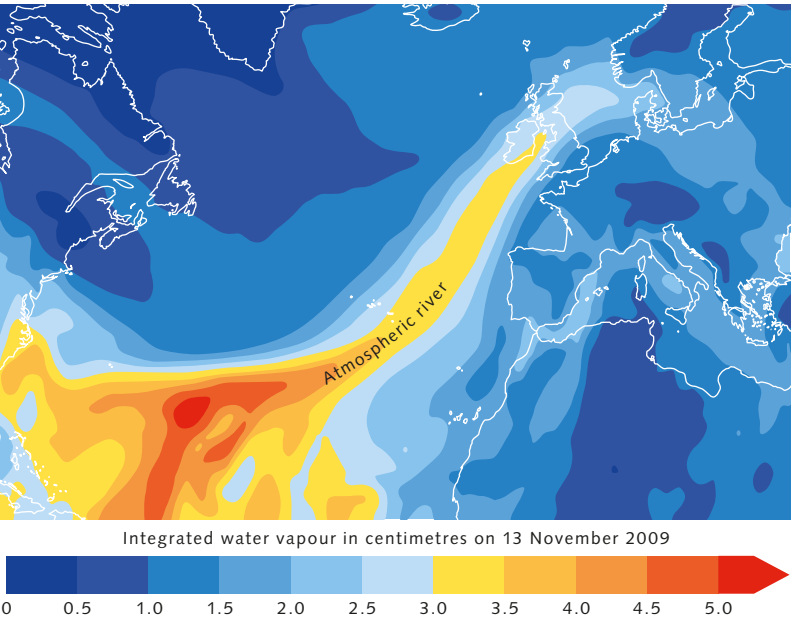 Atmospheric river
Integrated water vapour in centimetres on 13 November 2009
0 0.5 1.0 1.5 2.0 2.5 3.0 3.5 4.0 4.5 5.0